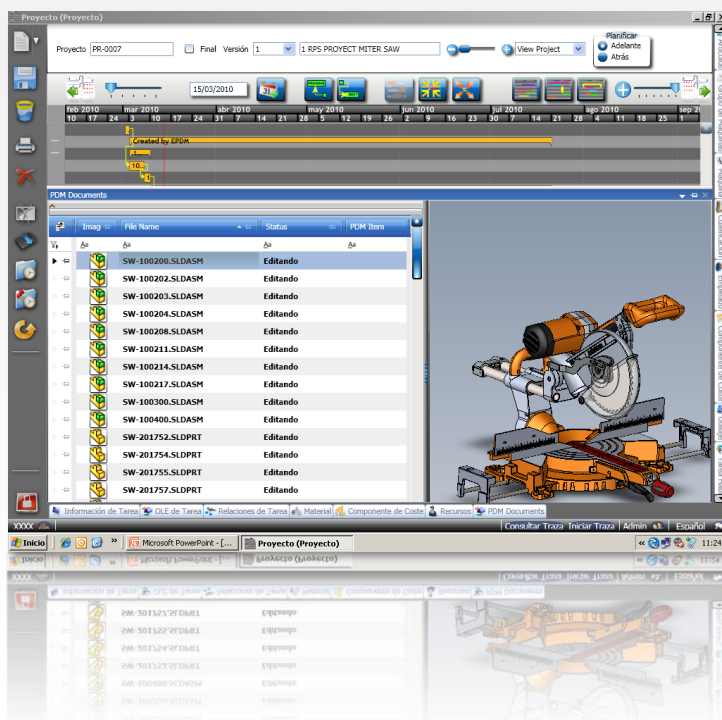 Proyecto (Proyecto)
Planificar
Proyecto PR-0007 Final Versión 1 1 RPS PROYECT MITER SAW View Project Adelante
Atrás
15/03/2010
feb 2010 mar 2010 abr 2010 may 2010 jun 2010 jul 2010 ago 2010
10 17 24 3 10 17 24 31 7 14 21 28 5 12 19 26 2 9 16 23 30 7 14 21 28 4 11 18 25 1
Created by EPDM
10...
PDM Documents
Imag File Name Status PDM Item
SW-100200.SLDASM Editando
SW-100202.SLDASM Editando
SW-100203.SLDASM Editando
SW-100204.SLDASM Editando
SW-100208.SLDASM Editando
SW-100211.SLDASM Editando
SW-100214.SLDASM Editando
SW-100217.SLDASM Editando
SW-100300.SLDASM Editando
SW-100400.SLDASM Editando
SW-201752.SLDPRT Editando
SW-201754.SLDPRT Editando
SW-201755.SLDPRT Editando
SW-201757.SLDPRT Editando
Información de Tarea OLE de Tarea Relaciones de Tarea Material Componente de Coste Recursos PDM Documents
XXXX Consultar Traza Iniciar Traza Admin Español
Inicio Microsoft PowerPoint - [... Proyecto (Proyecto) 11:24